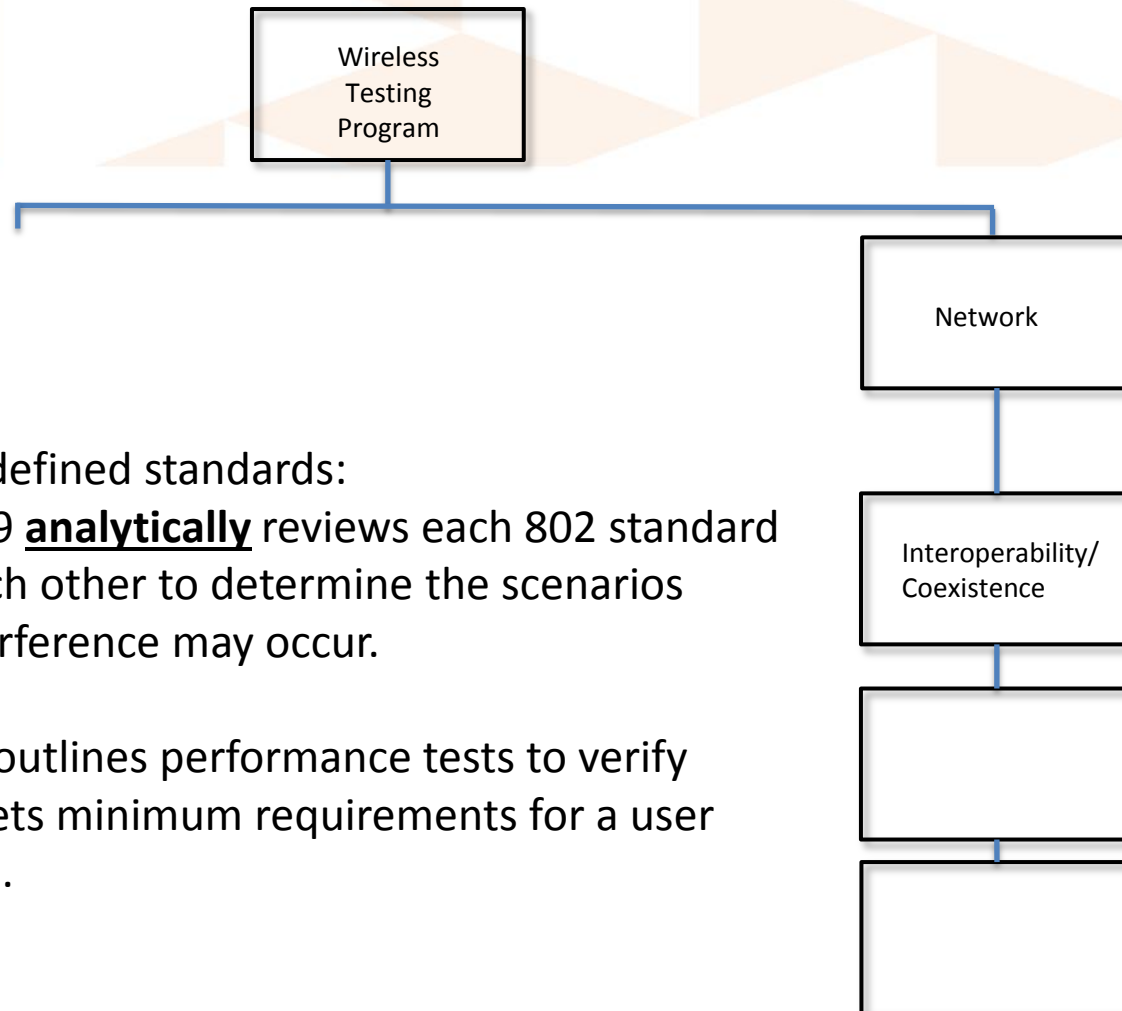 Wireless
Testing
Program
Network
defined standards:
9 analytically reviews each 802 standard
ch other to determine the scenarios
rference may occur.
Interoperability/
Coexistence
outlines performance tests to verify
ets minimum requirements for a user
.